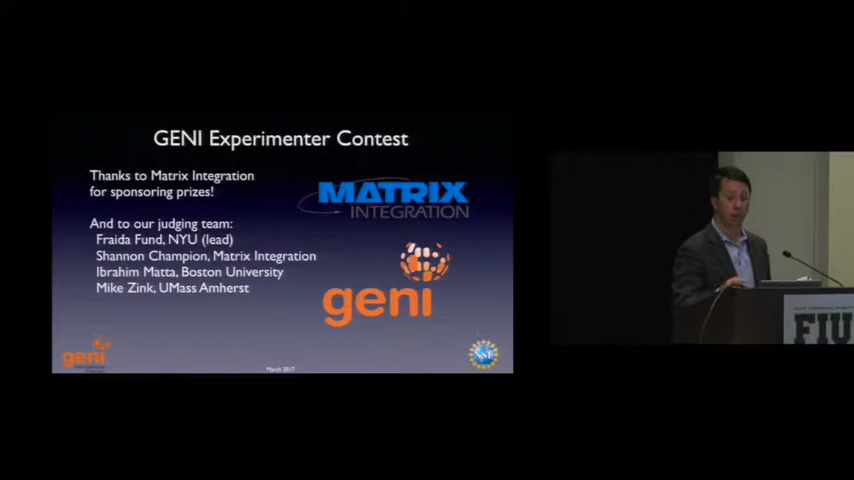 GENI Experimenter Contest
Thanks to Matrix Integration
for sponsoring prizes!
And to our judging team:
Fraida Fund, NYU (lead)
Shannon Champion, Matrix Integration
Ibrahim Matta, Boston University
Mike Zink, UMass Amherst
MATRIX
INTEGRATION
geni
geni
March 2017
NSF
FIU